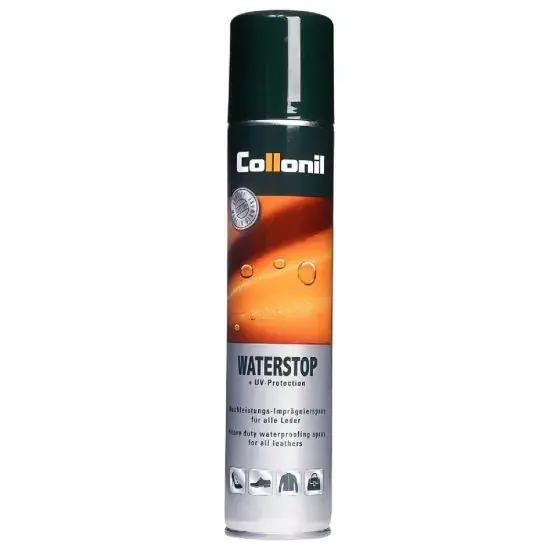 Collonil
WATERSTOP
+ UV-Protection
Hochleistungs-Imprägnierspray
für alle Leder
Heavy duty waterproofing spray
for all leathers